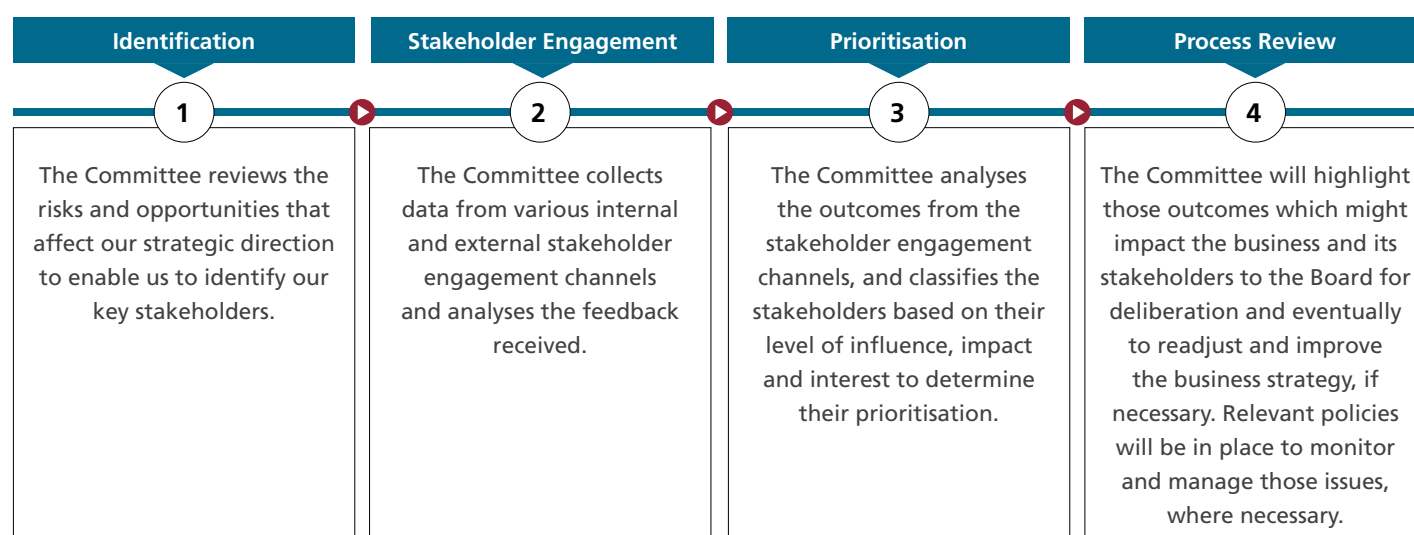 Identification
1
The Committee reviews the
risks and opportunities that
affect our strategic direction
to enable us to identify our
key stakeholders.
Stakeholder Engagement
2
The Committee collects
data from various internal
and external stakeholder
engagement channels
and analyses the feedback
received.
Prioritisation
3
The Committee analyses
the outcomes from the
stakeholder engagement
channels, and classifies the
stakeholders based on their
level of influence, impact
and interest to determine
their prioritisation.
Process Review
4
The Committee will highlight
those outcomes which might
impact the business and its
stakeholders to the Board for
deliberation and eventually
to readjust and improve
the business strategy, if
necessary. Relevant policies
will be in place to monitor
and manage those issues,
where necessary.